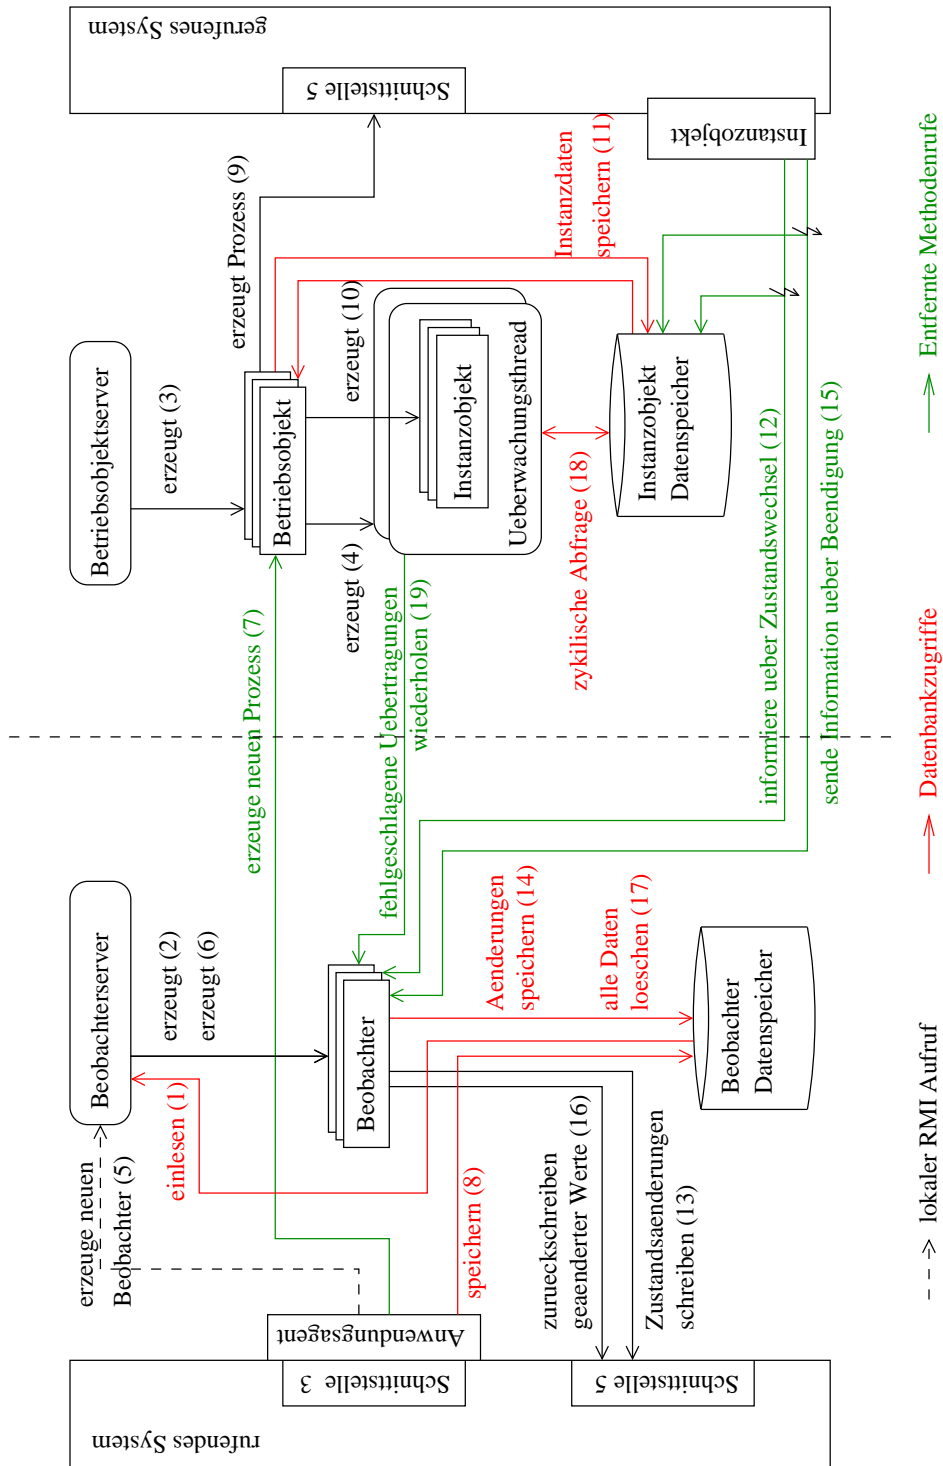 rufendes System
Schnittstelle 3
Anwendungsagent
Schnittstelle 5
erzeuge neuen
Beobachter (5)
einlesen (1)
speichern (8)
zurueckschreiben
geaenderter Werte (16)
Zustandsaenderungen
schreiben (13)
Beobachterserver
erzeugt (2)
erzeugt (6)
Beobachter
Aenderungen
speichern (14)
alle Daten
loeschen (17)
Beobachter
Datenspeicher
erzeuge neuen Prozess (7)
fehlgeschlagene Uebertragungen
wiederholen (19)
informiere ueber Zustandswechsel (12)
sende Information ueber Beendigung (15)
Betriebsobjektserver
erzeugt (3)
Betriebsobjekt
erzeugt (4)
erzeugt (10)
erzeugt Prozess (9)
Instanzobjekt
Ueberwachungsthread
zykilische Abfrage (18)
Instanzobjekt
Datenspeicher
Instanzdaten
speichern (11)
gerufenes System
Schnittstelle 5
Instanzobjekt
lokaler RMI Aufruf
Datenbankzugriffe
Entfernte Methodenrufe